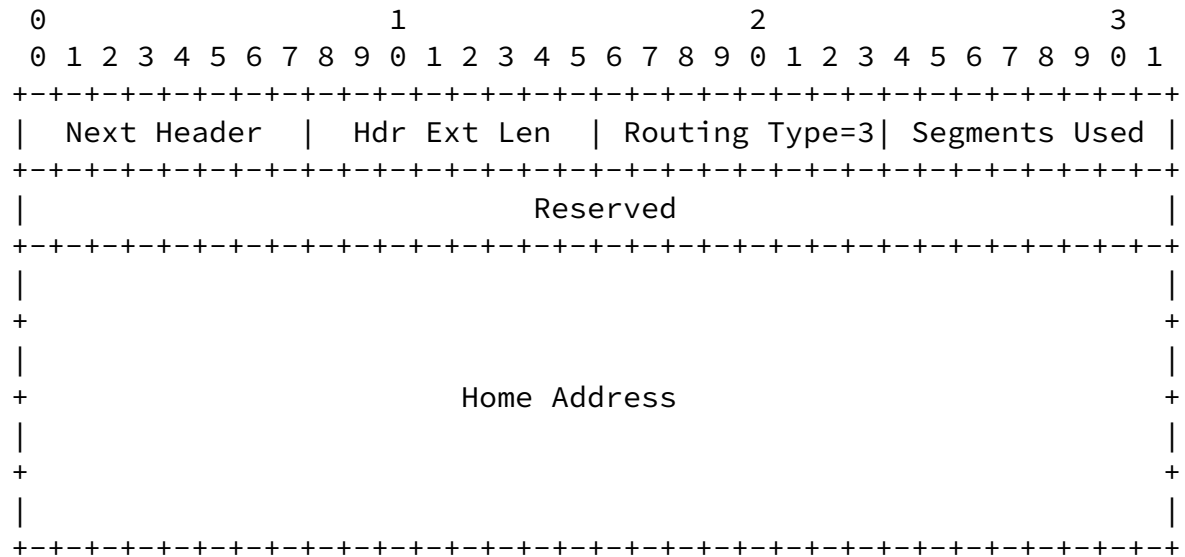 0                   1                   2                   3
 0 1 2 3 4 5 6 7 8 9 0 1 2 3 4 5 6 7 8 9 0 1 2 3 4 5 6 7 8 9 0 1
+-+-+-+-+-+-+-+-+-+-+-+-+-+-+-+-+-+-+-+-+-+-+-+-+-+-+-+-+-+-+-+-+
|  Next Header  |  Hdr Ext Len  | Routing Type=3| Segments Used |
+-+-+-+-+-+-+-+-+-+-+-+-+-+-+-+-+-+-+-+-+-+-+-+-+-+-+-+-+-+-+-+-+
|                            Reserved                           |
+-+-+-+-+-+-+-+-+-+-+-+-+-+-+-+-+-+-+-+-+-+-+-+-+-+-+-+-+-+-+-+-+
|                                                               |
+                                                               +
|                                                               |
+                        Home Address                           +
|                                                               |
+                                                               +
|                                                               |
+-+-+-+-+-+-+-+-+-+-+-+-+-+-+-+-+-+-+-+-+-+-+-+-+-+-+-+-+-+-+-+-+